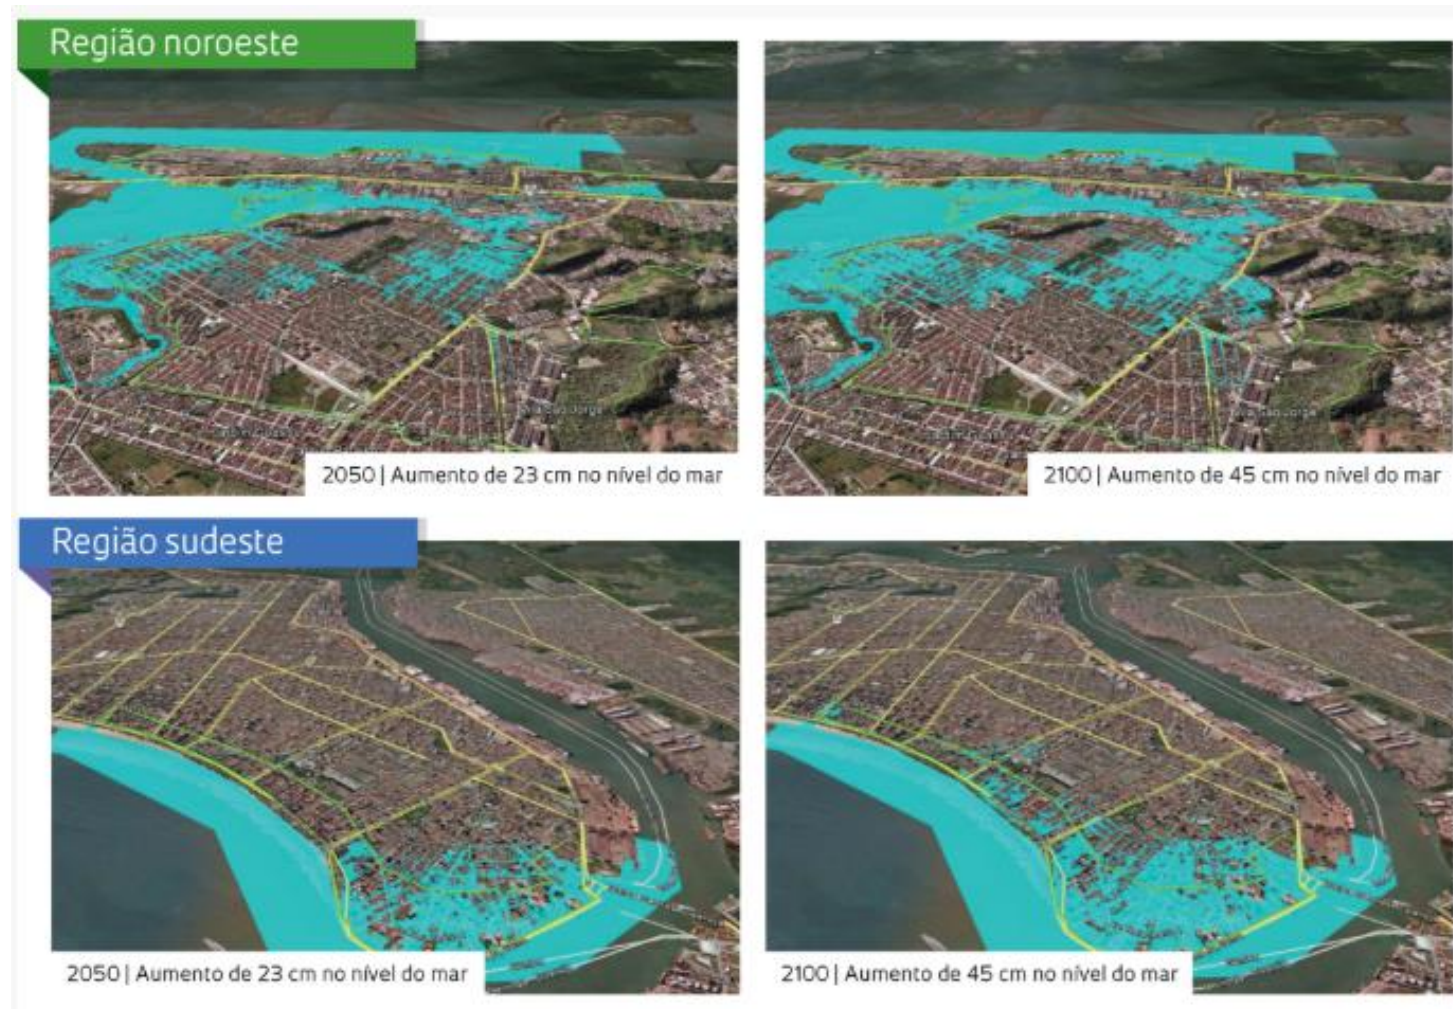 Região noroeste
2050 | Aumento de 23 cm no nível do mar
2100 | Aumento de 45 cm no nível do mar
Região sudeste
2050 | Aumento de 23 cm no nível do mar
2100 | Aumento de 45 cm no nível do mar